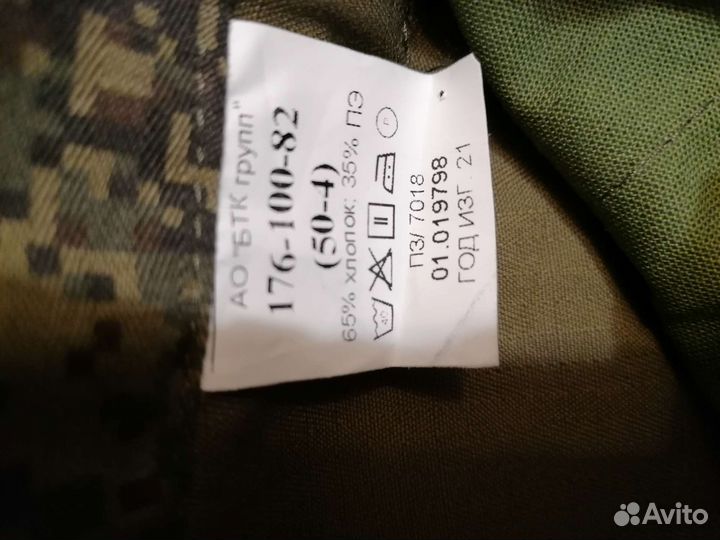 АО "БТК групп"
176-100-82
(50-4)
65% хлопок; 35% ПЭ
40 Р
ПЗ/ 7018
01.019798
ГОД ИЗГ. 21
Avito